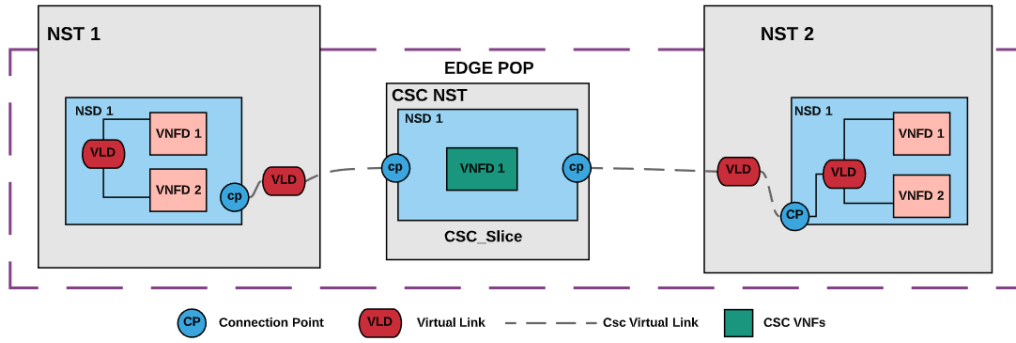 NST 1
NST 2
EDGE POP
CSC NST
NSD 1
VNFD 1
VLD
VNFD 2
cp
VLD
NSD 1
cp
VNFD 1
cp
CSC_Slice
VLD
NSD 1
VNFD 1
VLD
VNFD 2
CP
CP Connection Point
VLD Virtual Link
Csc Virtual Link
CSC VNFs